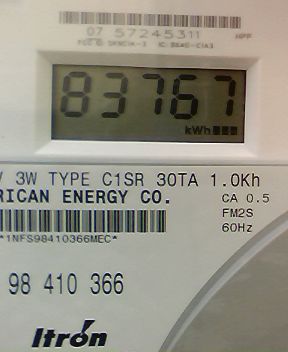 07 57245311
83767
kWh
V 3W TYPE C1SR 30TA 1.0Kh
RICAN ENERGY CO.
CA 0.5
FM2S
60Hz
*1NFS98410366MEC*
98 410 366
Itrón